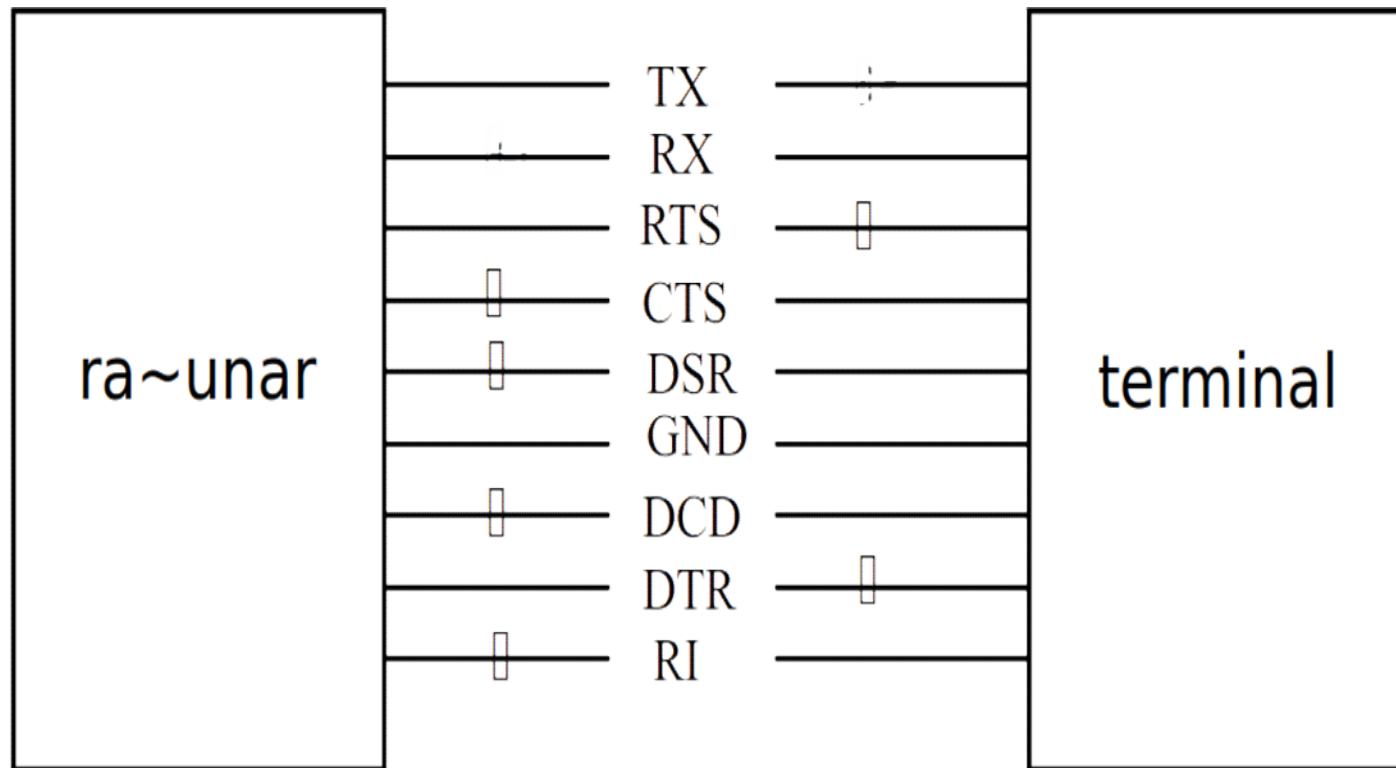 TX
RX
RTS
CTS
DSR
GND
DCD
DTR
RI
ra~unar
terminal